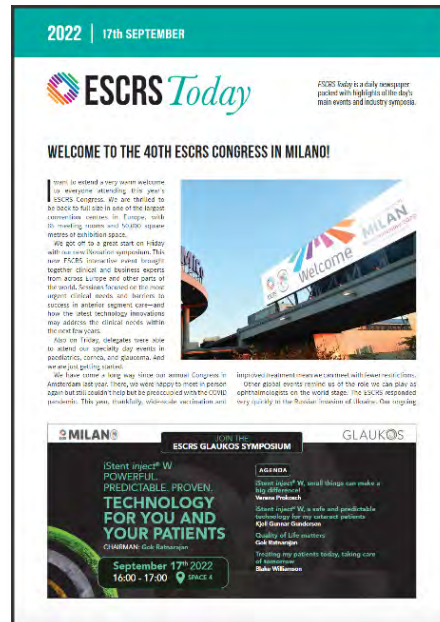 2022 | 17th SEPTEMBER
ESCRS Today
ESCRS Today is a daily newspaper
packed with highlights of the day's
main events and industry symposia.
WELCOME TO THE 40TH ESCRS CONGRESS IN MILANO!
I want to extend a very warm welcome
to everyone attending this year's
ESCRS Congress. We are thrilled to
be back to full size in one of the largest
convention centres in Europe, with
meeting rooms and 50,000 square
metres of exhibition space.
We got off to a great start on Friday
with our new iNovation symposium. This
new ESCRS interactive event brought
together clinical and business experts
from across Europe and other parts of
the world. Sessions focused on the most
urgent clinical needs and barriers to
success in anterior segment care—and
how the latest technology innovations
may address the clinical needs within
the next few years.
Also on Friday, delegates were able
to attend our specialty day events in
paediatrics, cornea, and glaucoma. And
we are just getting started.
We have come a long way since our annual Congress in
Amsterdam last year. There, we were happy to meet in person
again but still couldn't help but be preoccupied with the COVID
pandemic. This year, thankfully, wide-scale vaccination and
Welcome
MILAN
improved treatment mean we can meet with fewer restrictions.
Other global events remind us of the role we can play as
ophthalmologists on the world stage. The ESCRS responded
very quickly to the Russian invasion of Ukraine. Our ongoing
MILANO
JOIN THE
ESCRS GLAUKOS SYMPOSIUM
GLAUKOS
iStent inject® W
POWERFUL.
PREDICTABLE. PROVEN.
TECHNOLOGY
FOR YOU AND
YOUR PATIENTS
CHAIRMAN: Gok Ratnarajan
September 17th 2022
16:00 - 17:00 SPACE 4
AGENDA
iStent inject® W, small things can make a
big difference!
Verena Prokosch
iStent inject® W, a safe and predictable
technology for my cataract patients
Kjell Gunnar Gundersen
Quality of Life matters
Gok Ratnarajan
Treating my patients today, taking care
of tomorrow
Blake Williamson